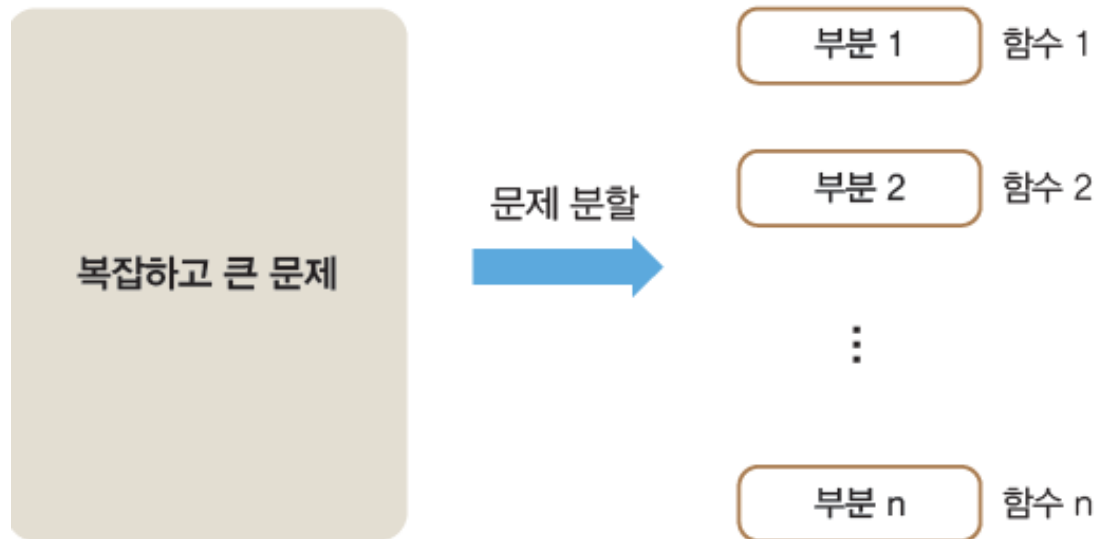 부분 1 함수 1
부분 2 함수 2
문제 분할
복잡하고 큰 문제
⋮
부분 n 함수 n